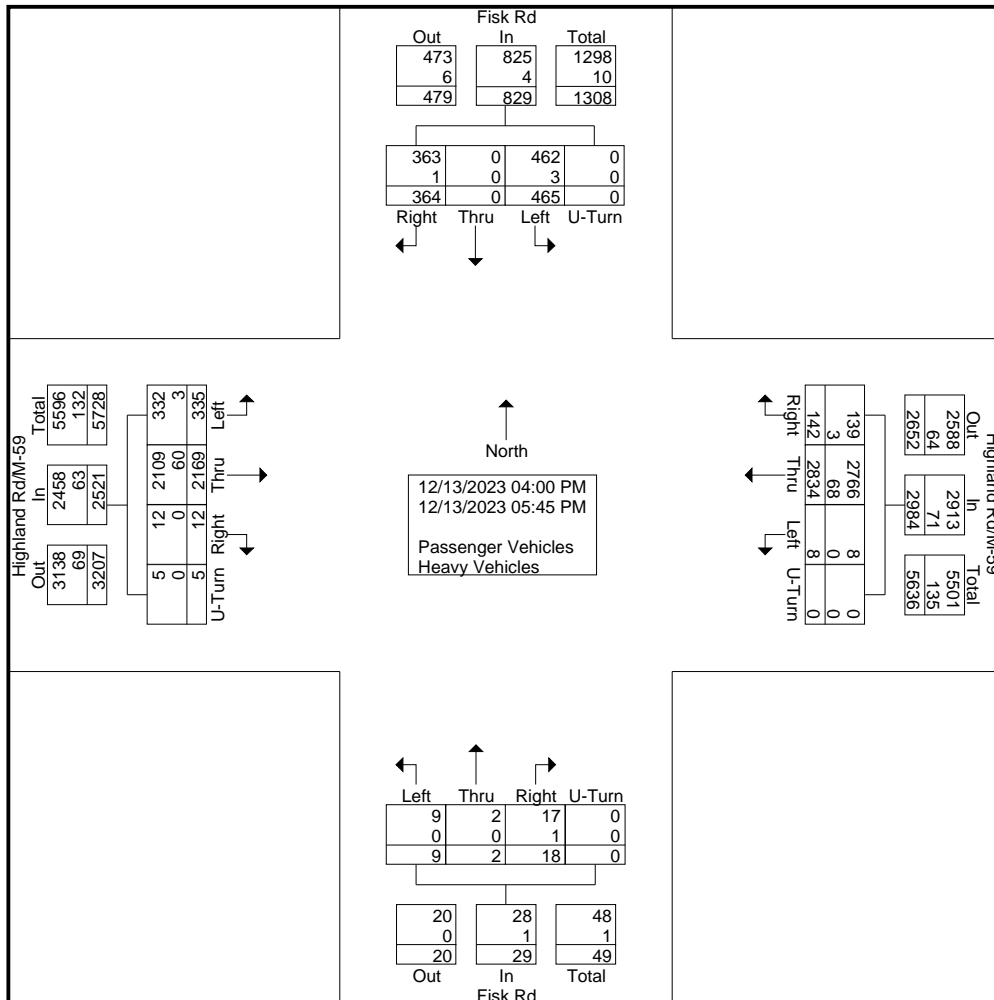 Fisk Rd
Out In Total
473 825 1298
6 4 10
479 829 1308
363 0 462 0
1 0 3 0
364 0 465 0
Right Thru Left U-Turn
Highland Rd/M-59
Total In Out
5596 2458 3138
132 63 69
5728 2521 3207
332 2109 12 5
3 60 0 0
335 2169 12 5
Left Thru Right U-Turn
North
12/13/2023 04:00 PM
12/13/2023 05:45 PM
Passenger Vehicles
Heavy Vehicles
Highland Rd/M-59
Out In Total
2588 2913 5501
64 71 135
2652 2984 5636
139 2766 8 0
3 68 0 0
142 2834 8 0
Right Thru Left U-Turn
Left Thru Right U-Turn
9 2 17 0
0 0 1 0
9 2 18 0
20 28 48
0 1 1
20 29 49
Out In Total
Fisk Rd